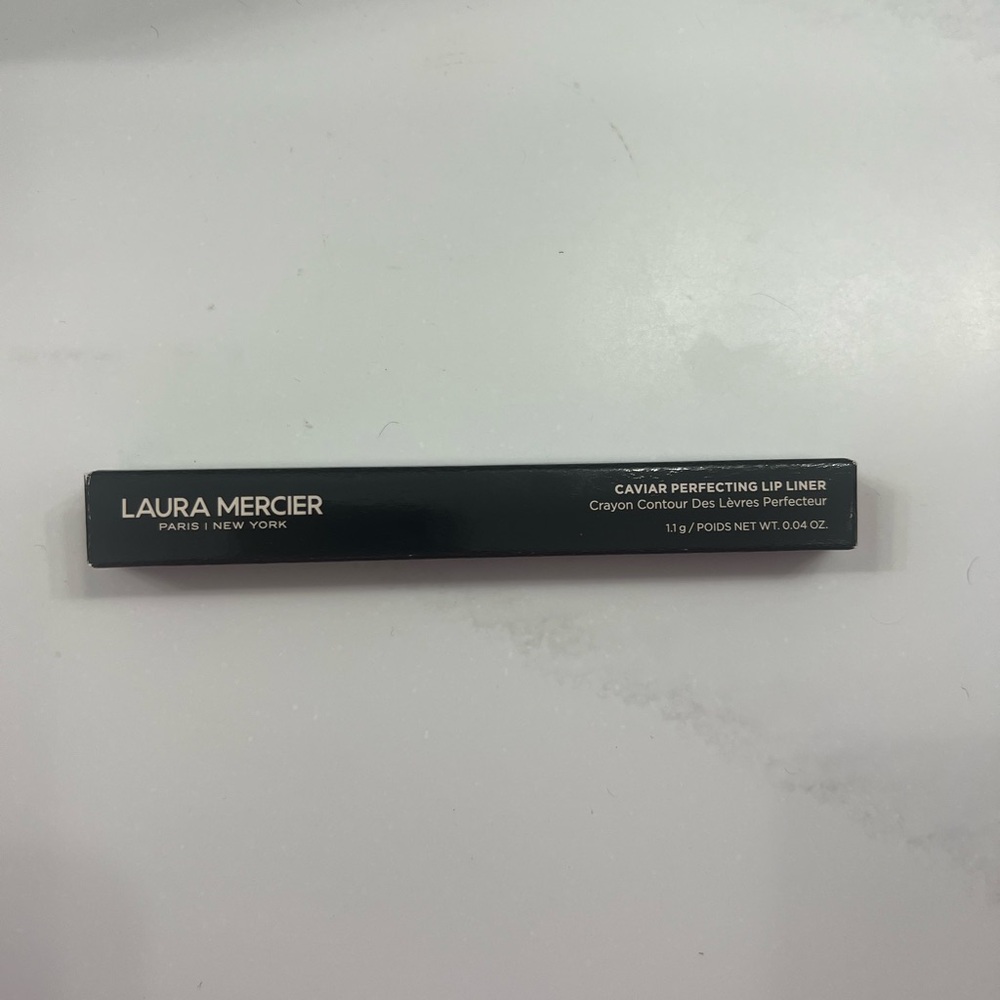 LAURA MERCIER
PARIS | NEW YORK
CAVIAR PERFECTING LIP LINER
Crayon Contour Des Lèvres Perfecteur
1.1 g / POIDS NET WT. 0.04 OZ.